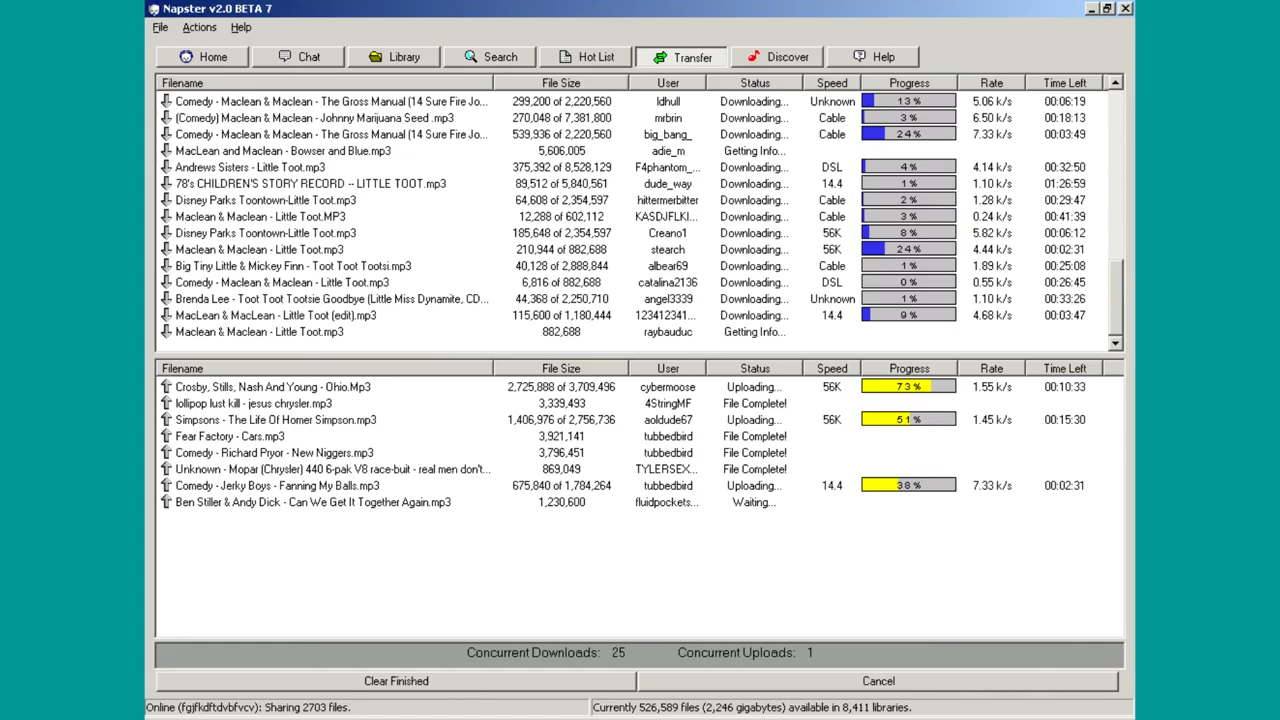 Napster v2.0 BETA 7
File Actions Help
Home Chat Library Search Hot List Transfer Discover Help
Filename File Size User Status Speed Progress Rate Time Left
Comedy - Maclean & Maclean - The Gross Manual (14 Sure Fire Jo... 299,200 of 2,220,560 ldhull Downloading... Unknown 13% 5.06 k/s 00:06:19
(Comedy) Maclean & Maclean - Johnny Marijuana Seed .mp3 270,048 of 7,381,800 mrbrin Downloading... Cable 3% 6.50 k/s 00:18:13
Comedy - Maclean & Maclean - The Gross Manual (14 Sure Fire Jo... 539,936 of 2,220,560 big_bang_ Downloading... Cable 24% 7.33 k/s 00:03:49
MacLean and Maclean - Bowser and Blue.mp3 5,606,005 adie_m Getting Info...
Andrews Sisters - Little Toot.mp3 375,392 of 8,528,129 F4phantom_... Downloading... DSL 4% 4.14 k/s 00:32:50
78's CHILDREN'S STORY RECORD -- LITTLE TOOT.mp3 89,512 of 5,840,561 dude_way Downloading... 14.4 1% 1.10 k/s 01:26:59
Disney Parks Toontown-Little Toot.mp3 64,608 of 2,354,597 hittermerbitter Downloading... Cable 2% 1.28 k/s 00:29:47
Maclean & Maclean - Little Toot.MP3 12,288 of 602,112 KASDJFLKI... Downloading... Cable 3% 0.24 k/s 00:41:39
Disney Parks Toontown-Little Toot.mp3 185,648 of 2,354,597 Creano1 Downloading... 56K 8% 5.82 k/s 00:06:12
Maclean & Maclean - Little Toot.mp3 210,944 of 882,688 stearch Downloading... 56K 24% 4.44 k/s 00:02:31
Big Tiny Little & Mickey Finn - Toot Toot Tootsi.mp3 40,128 of 2,888,844 albear69 Downloading... Cable 1% 1.89 k/s 00:25:08
Comedy - Maclean & Maclean - Little Toot.mp3 6,816 of 882,688 catalina2136 Downloading... DSL 0% 0.55 k/s 00:26:45
Brenda Lee - Toot Toot Tootsie Goodbye (Little Miss Dynamite, CD... 44,368 of 2,250,710 angel3339 Downloading... Unknown 1% 1.10 k/s 00:33:26
MacLean & MacLean - Little Toot (edit).mp3 115,600 of 1,180,444 123412341... Downloading... 14.4 9% 4.68 k/s 00:03:47
Maclean & Maclean - Little Toot.mp3 882,688 raybauduc Getting Info...
Filename File Size User Status Speed Progress Rate Time Left
Crosby, Stills, Nash And Young - Ohio.Mp3 2,725,888 of 3,709,496 cybermoose Uploading... 56K 73% 1.55 k/s 00:10:33
lollipop lust kill - jesus chrysler.mp3 3,339,493 4StringMF File Complete!
Simpsons - The Life Of Homer Simpson.mp3 1,406,976 of 2,756,736 aoldude67 Uploading... 56K 51% 1.45 k/s 00:15:30
Fear Factory - Cars.mp3 3,921,141 tubbedbird File Complete!
Comedy - Richard Pryor - New Niggers.mp3 3,796,451 tubbedbird File Complete!
Unknown - Mopar (Chrysler) 440 6-pak V8 race-buit - real men don't... 869,049 TYLERSEX... File Complete!
Comedy - Jerky Boys - Fanning My Balls.mp3 675,840 of 1,784,264 tubbedbird Uploading... 14.4 38% 7.33 k/s 00:02:31
Ben Stiller & Andy Dick - Can We Get It Together Again.mp3 1,230,600 fluidpockets... Waiting...
Concurrent Downloads: 25 Concurrent Uploads: 1
Clear Finished Cancel
Online (fgjfkdftdvbfvcv): Sharing 2703 files. Currently 526,589 files (2,246 gigabytes) available in 8,411 libraries.